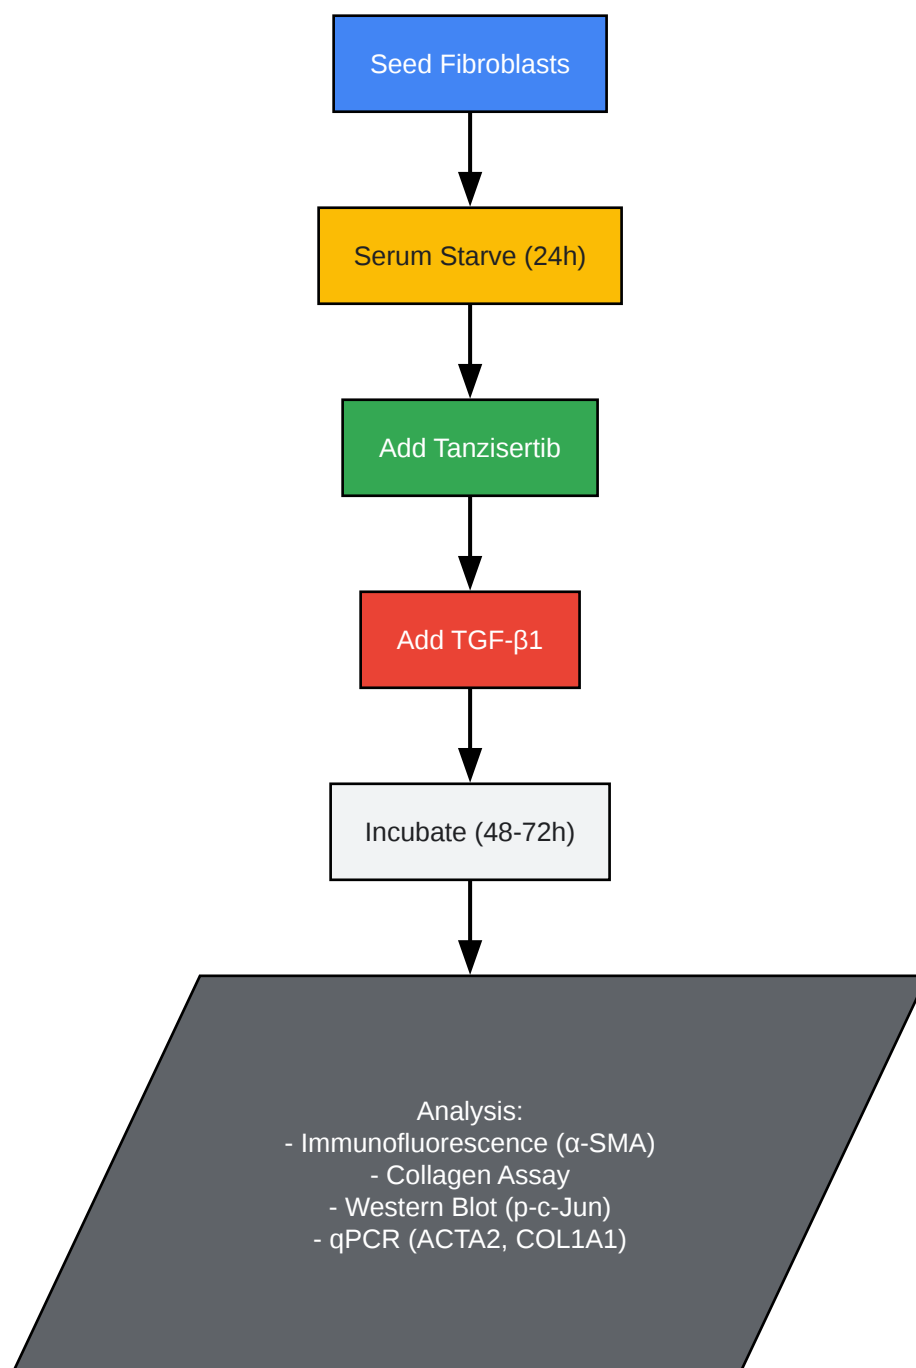 Seed Fibroblasts
Serum Starve (24h)
Add Tanzisertib
Add TGF-β1
Incubate (48-72h)
Analysis:
- Immunofluorescence (α-SMA)
- Collagen Assay
- Western Blot (p-c-Jun)
- qPCR (ACTA2, COL1A1)